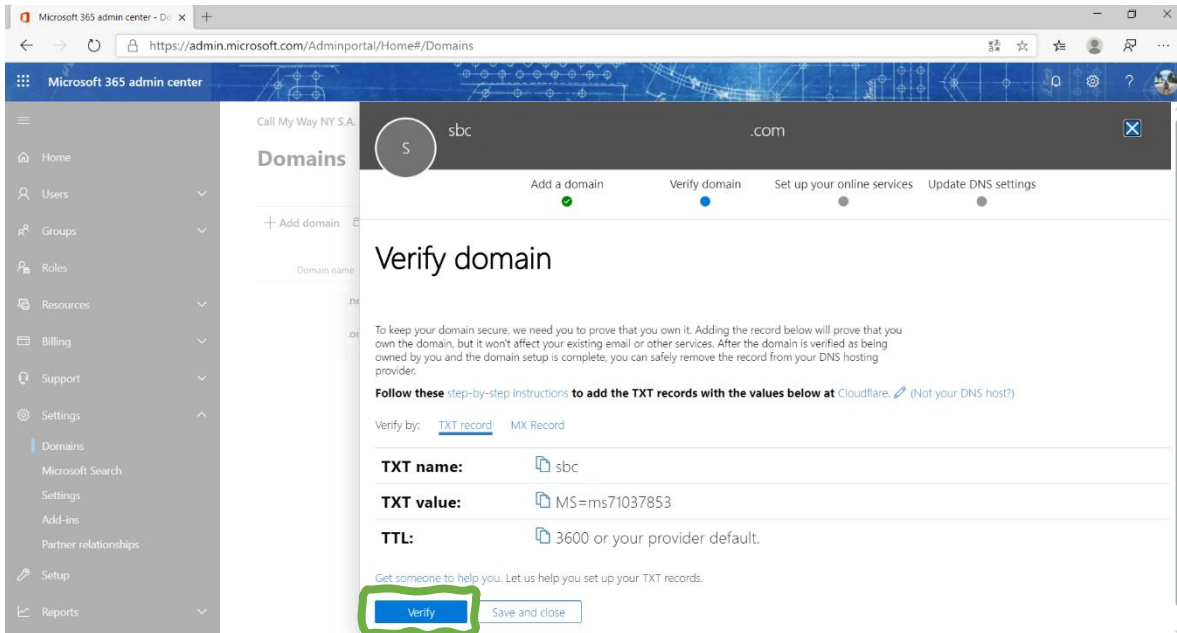 Microsoft 365 admin center - Do
https://admin.microsoft.com/Adminportal/Home#/Domains
Microsoft 365 admin center
?
Home
Users
Groups
Roles
Resources
Billing
Support
Settings
Domains
Microsoft Search
Settings
Add-ins
Partner relationships
Setup
Reports
Call My Way NY S.A.
Domains
Add domain
Domain name
.ne
.or
S
sbc .com
Add a domain Verify domain Set up your online services Update DNS settings
Verify domain
To keep your domain secure, we need you to prove that you own it. Adding the record below will prove that you
own the domain, but it won't affect your existing email or other services. After the domain is verified as being
owned by you and the domain setup is complete, you can safely remove the record from your DNS hosting
provider.
Follow these step-by-step instructions to add the TXT records with the values below at Cloudflare. (Not your DNS host?)
Verify by: TXT record MX Record
TXT name: sbc
TXT value: MS=ms71037853
TTL: 3600 or your provider default.
Get someone to help you. Let us help you set up your TXT records.
Verify Save and close